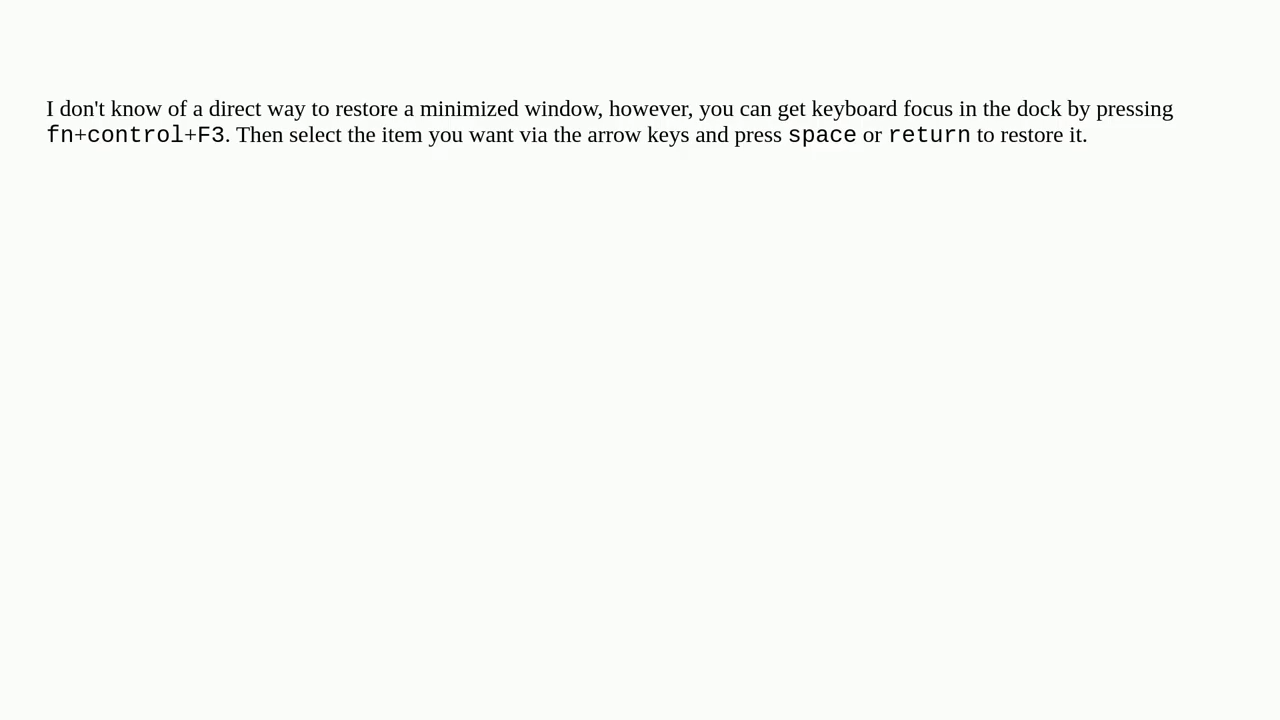 I don't know of a direct way to restore a minimized window, however, you can get keyboard focus in the dock by pressing
fn+control+F3. Then select the item you want via the arrow keys and press space or return to restore it.